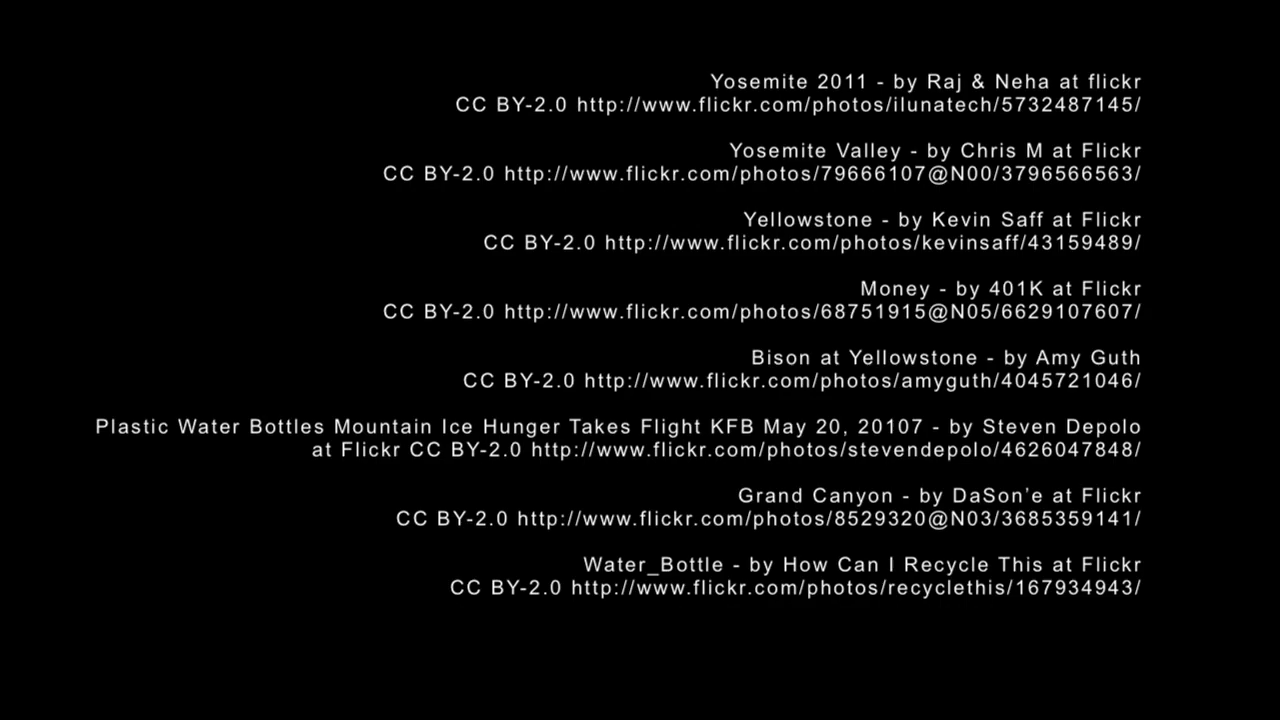 Yosemite 2011 - by Raj & Neha at flickr
CC BY-2.0 http://www.flickr.com/photos/ilunatech/5732487145/
Yosemite Valley - by Chris M at Flickr
CC BY-2.0 http://www.flickr.com/photos/79666107@N00/3796566563/
Yellowstone - by Kevin Saff at Flickr
CC BY-2.0 http://www.flickr.com/photos/kevinsaff/43159489/
Money - by 401K at Flickr
CC BY-2.0 http://www.flickr.com/photos/68751915@N05/6629107607/
Bison at Yellowstone - by Amy Guth
CC BY-2.0 http://www.flickr.com/photos/amyguth/4045721046/
Plastic Water Bottles Mountain Ice Hunger Takes Flight KFB May 20, 20107 - by Steven Depolo
at Flickr CC BY-2.0 http://www.flickr.com/photos/stevendepolo/4626047848/
Grand Canyon - by DaSon'e at Flickr
CC BY-2.0 http://www.flickr.com/photos/8529320@N03/3685359141/
Water_Bottle - by How Can I Recycle This at Flickr
CC BY-2.0 http://www.flickr.com/photos/recyclethis/167934943/